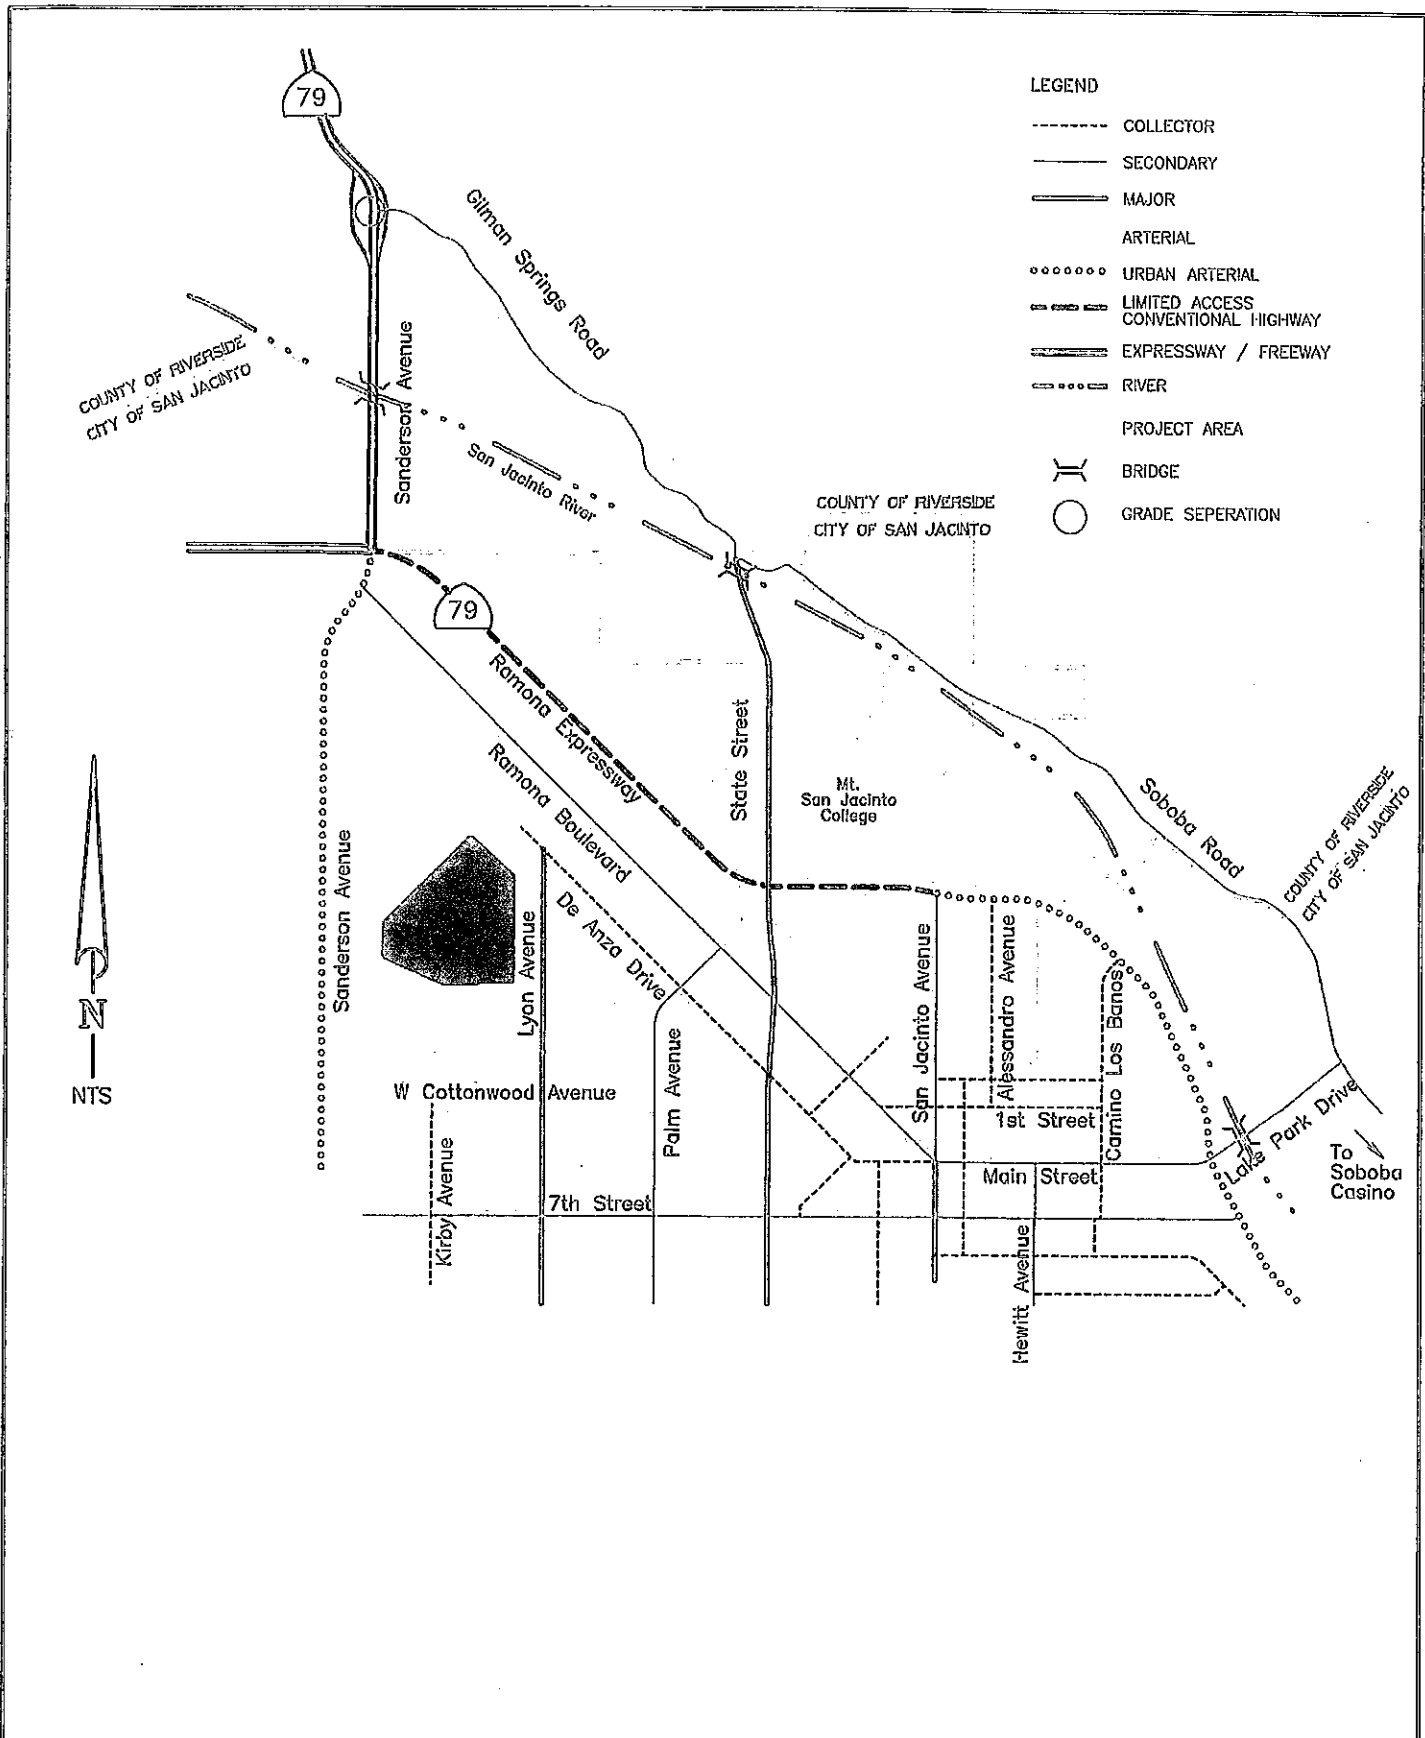 79
LEGEND
COLLECTOR
SECONDARY
MAJOR
ARTERIAL
URBAN ARTERIAL
LIMITED ACCESS
CONVENTIONAL HIGHWAY
EXPRESSWAY / FREEWAY
RIVER
PROJECT AREA
BRIDGE
GRADE SEPERATION
Gilman Springs Road
COUNTY OF RIVERSIDE
CITY OF SAN JACINTO
Sanderson Avenue
San Jacinto River
COUNTY OF RIVERSIDE
CITY OF SAN JACINTO
79
Ramona Expressway
Ramona Boulevard
State Street
Mt.
San Jacinto
College
Soboba Road
COUNTY OF RIVERSIDE
CITY OF SAN JACINTO
Sanderson Avenue
Lyon Avenue
De Anza Drive
San Jacinto Avenue
Alessandro Avenue
Camino Los Banos
N
NTS
W Cottonwood Avenue
Palm Avenue
1st Street
Lake Park Drive
To
Soboba
Casino
Kirby Avenue
Main Street
7th Street
Hewitt Avenue